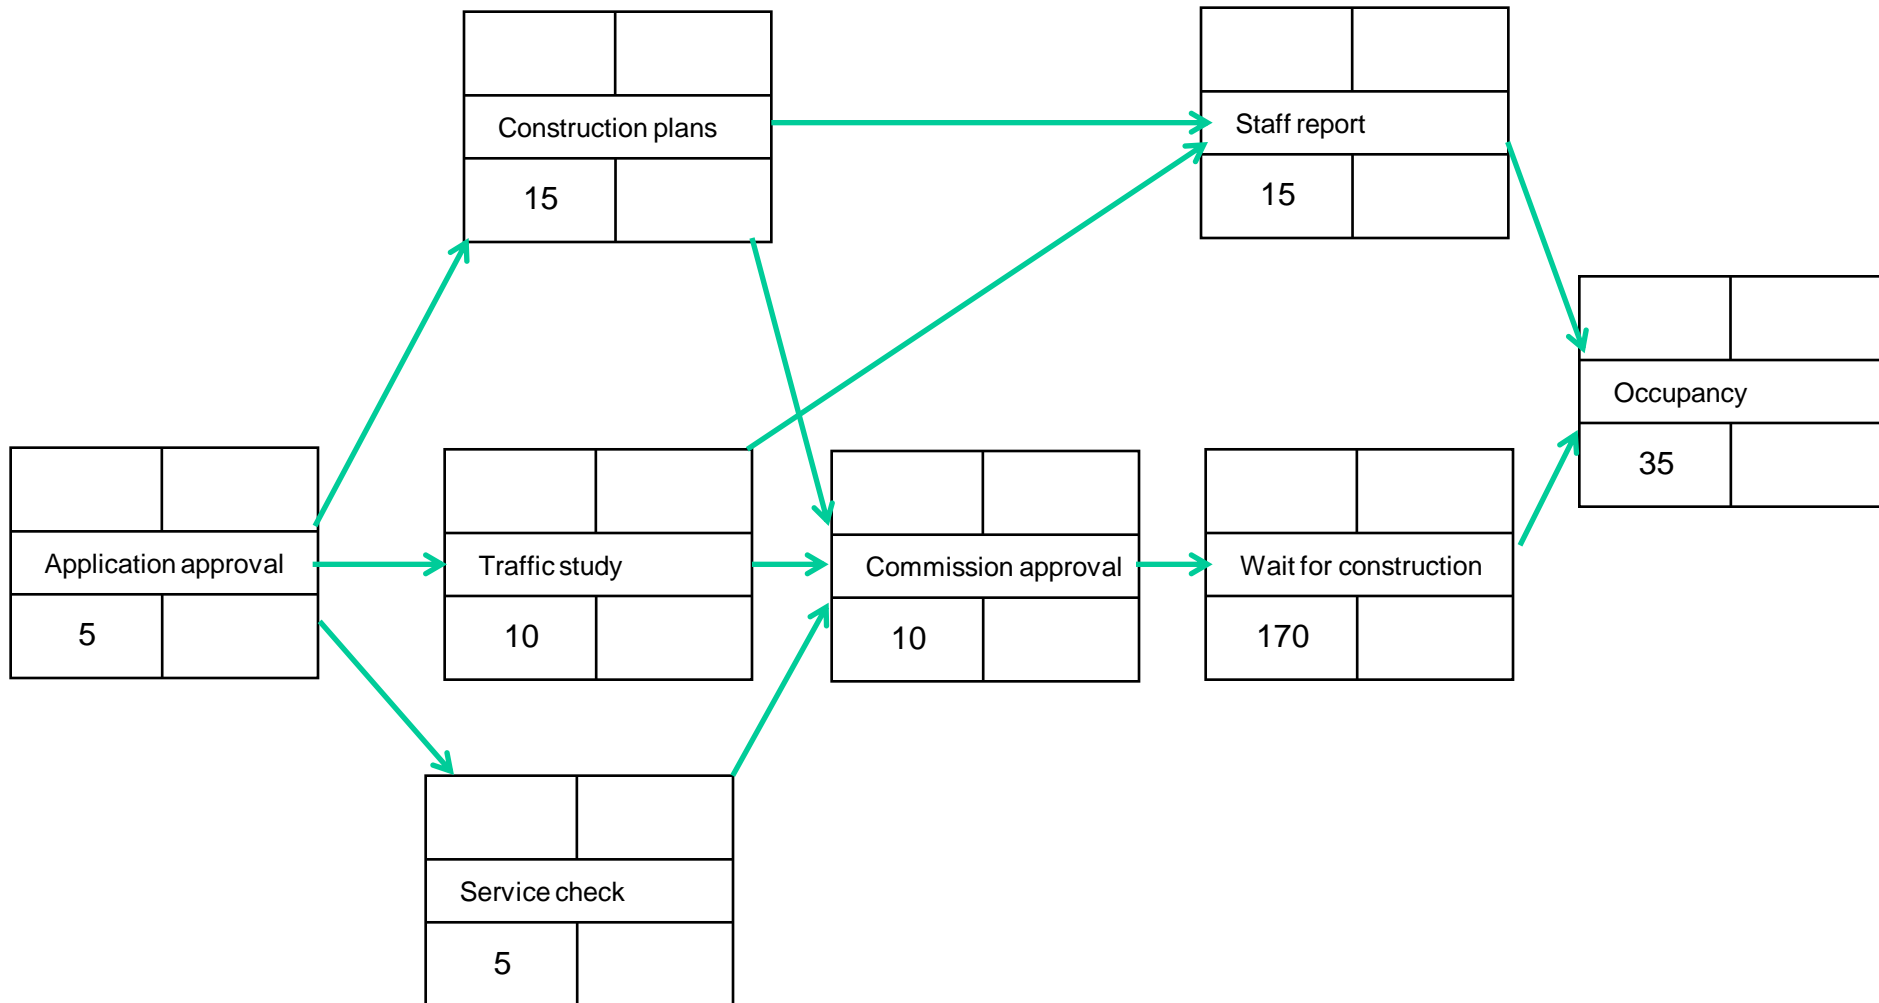 Construction plans
15
Staff report
15
Occupancy
35
Application approval
5
Traffic study
10
Commission approval
10
Wait for construction
170
Service check
5